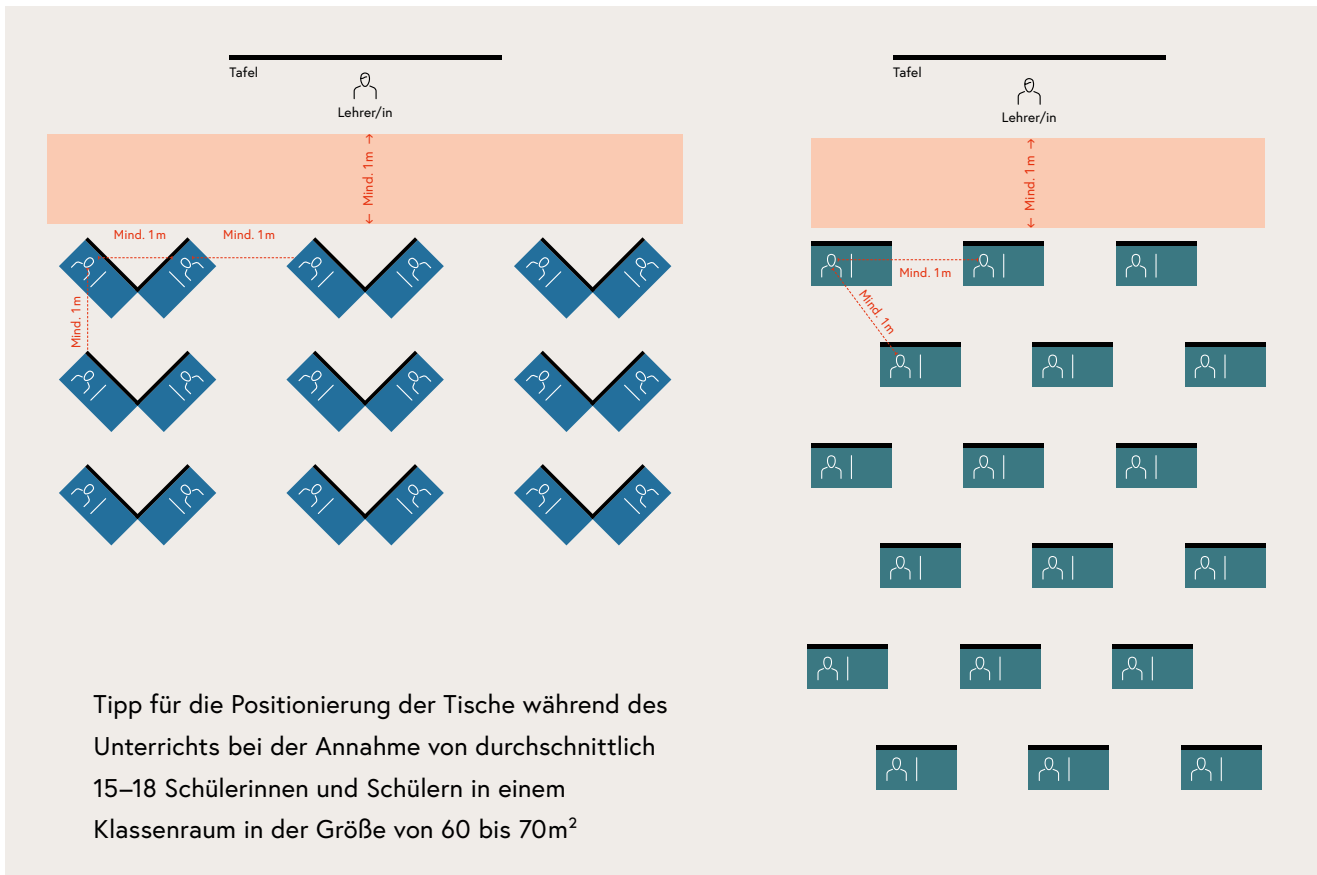 Tafel
Lehrer/in
Mind. 1m
Mind. 1m
Mind. 1m
Mind. 1m
Tafel
Lehrer/in
Mind. 1m
Mind. 1m
Mind. 1m
Tipp für die Positionierung der Tische während des
Unterrichts bei der Annahme von durchschnittlich
15–18 Schülerinnen und Schülern in einem
Klassenraum in der Größe von 60 bis 70m²